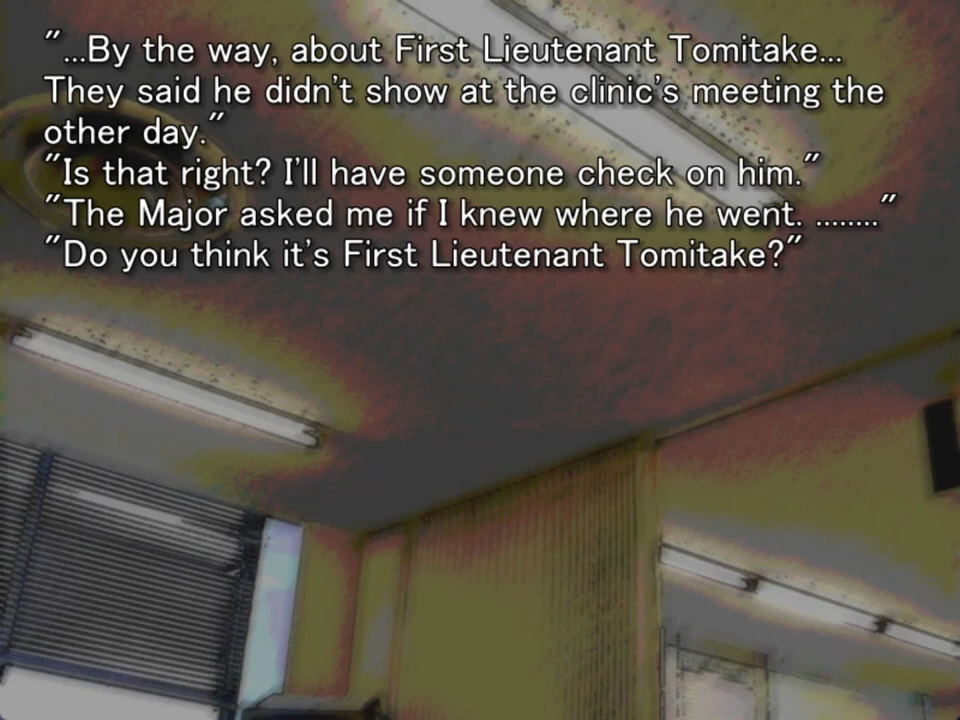 "...By the way, about First Lieutenant Tomitake...
They said he didn't show at the clinic's meeting the
other day."
"Is that right? I'll have someone check on him."
"The Major asked me if I knew where he went. ........"
"Do you think it's First Lieutenant Tomitake?"